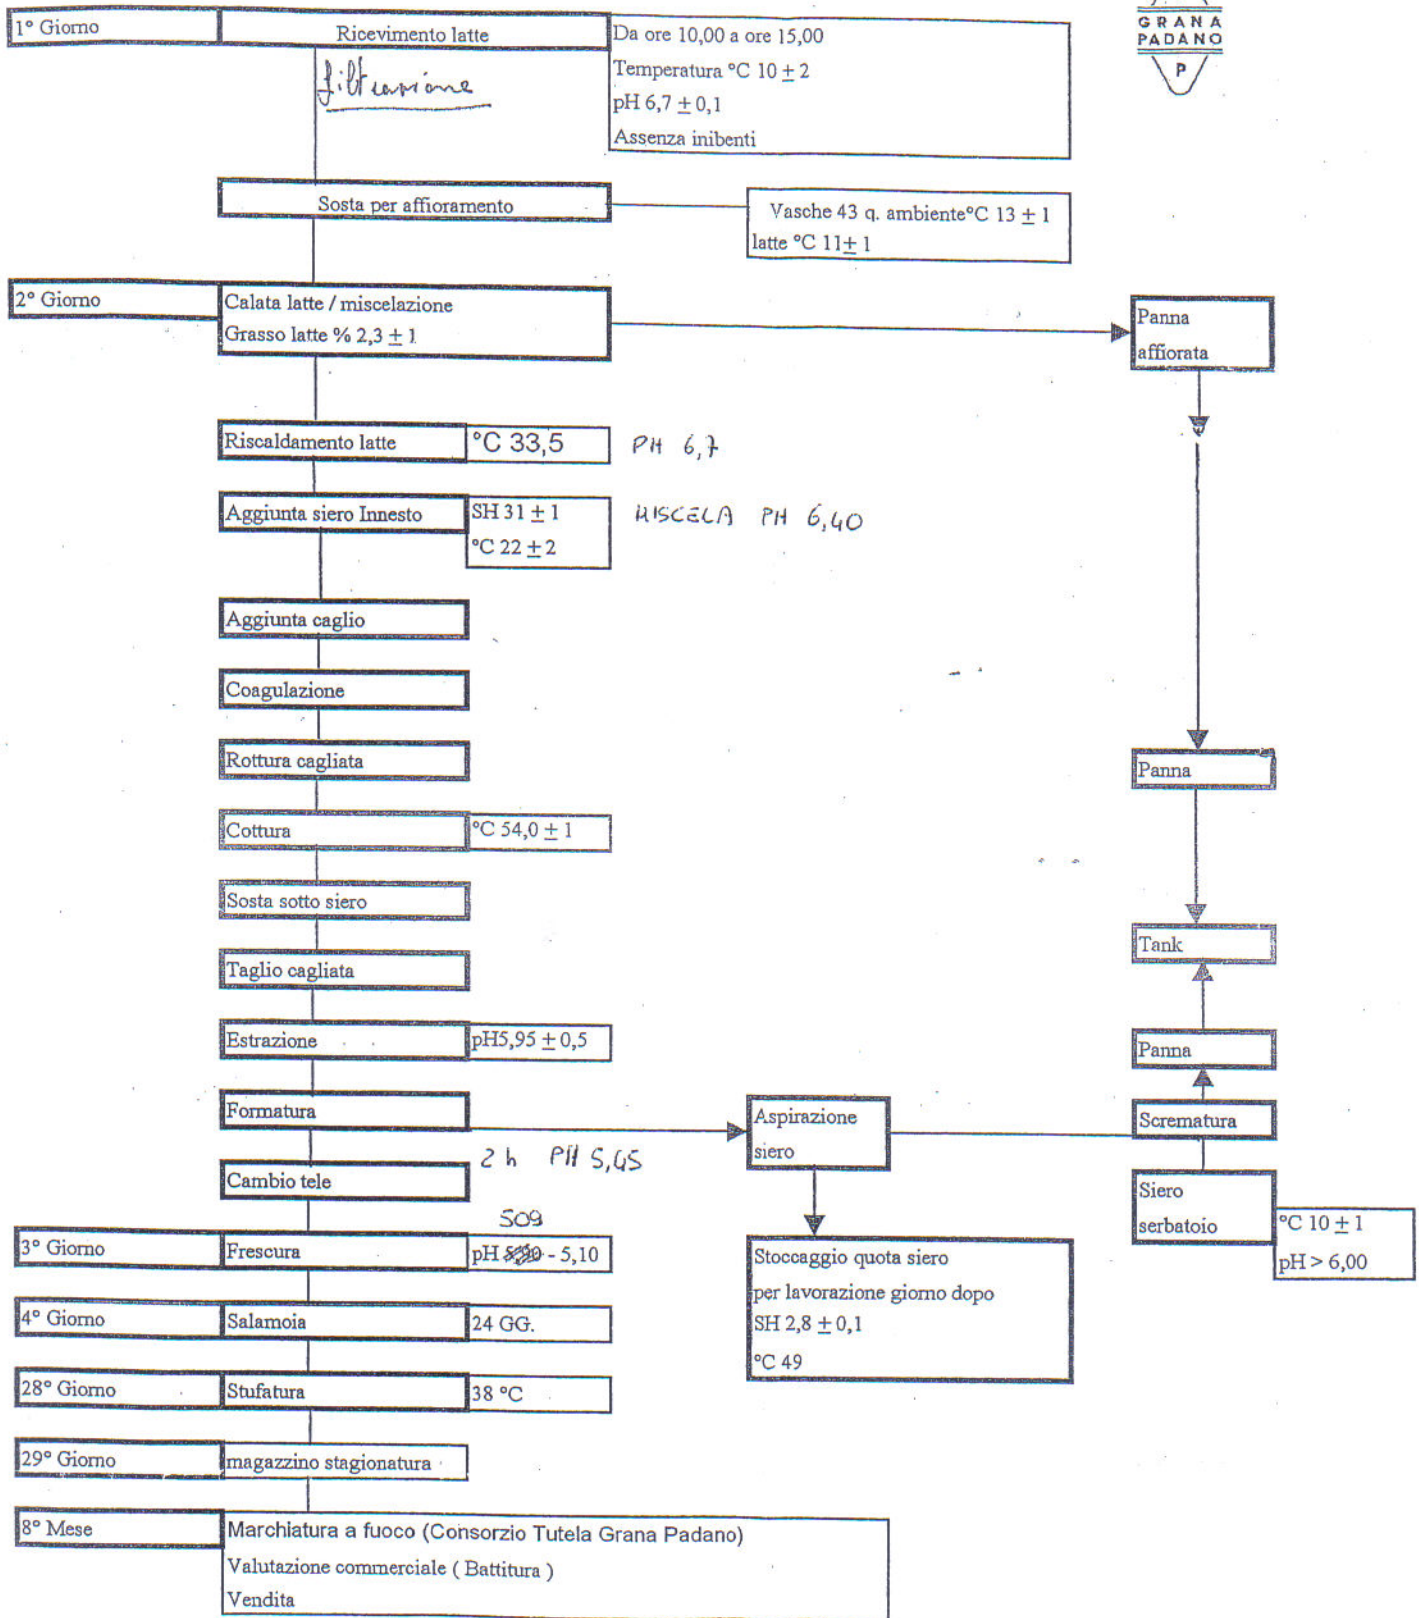 GRANA
PADANO
P
1° Giorno
Ricevimento latte
Da ore 10,00 a ore 15,00
Temperatura °C 10 ± 2
pH 6,7 ± 0,1
Assenza inibenti
filtrazione
Sosta per affioramento
Vasche 43 q. ambiente°C 13 ± 1
latte °C 11± 1
2° Giorno
Calata latte / miscelazione
Grasso latte % 2,3 ± 1
Panna
affiorata
Riscaldamento latte
°C 33,5
PH 6,7
Aggiunta siero Innesto
SH 31 ± 1
°C 22 ± 2
MISCELA PH 6,40
Aggiunta caglio
Coagulazione
Rottura cagliata
Panna
Cottura
°C 54,0 ± 1
Sosta sotto siero
Tank
Taglio cagliata
Estrazione
pH5,95 ± 0,5
Panna
Formatura
Aspirazione
siero
Scrematura
2 h PH 5,45
Cambio tele
Siero
serbatoio
°C 10 ± 1
pH > 6,00
3° Giorno
Frescura
509
pH - 5,10
Stoccaggio quota siero
per lavorazione giorno dopo
SH 2,8 ± 0,1
°C 49
4° Giorno
Salamoia
24 GG.
28° Giorno
Stufatura
38 °C
29° Giorno
magazzino stagionatura
8° Mese
Marchiatura a fuoco (Consorzio Tutela Grana Padano)
Valutazione commerciale ( Battitura )
Vendita